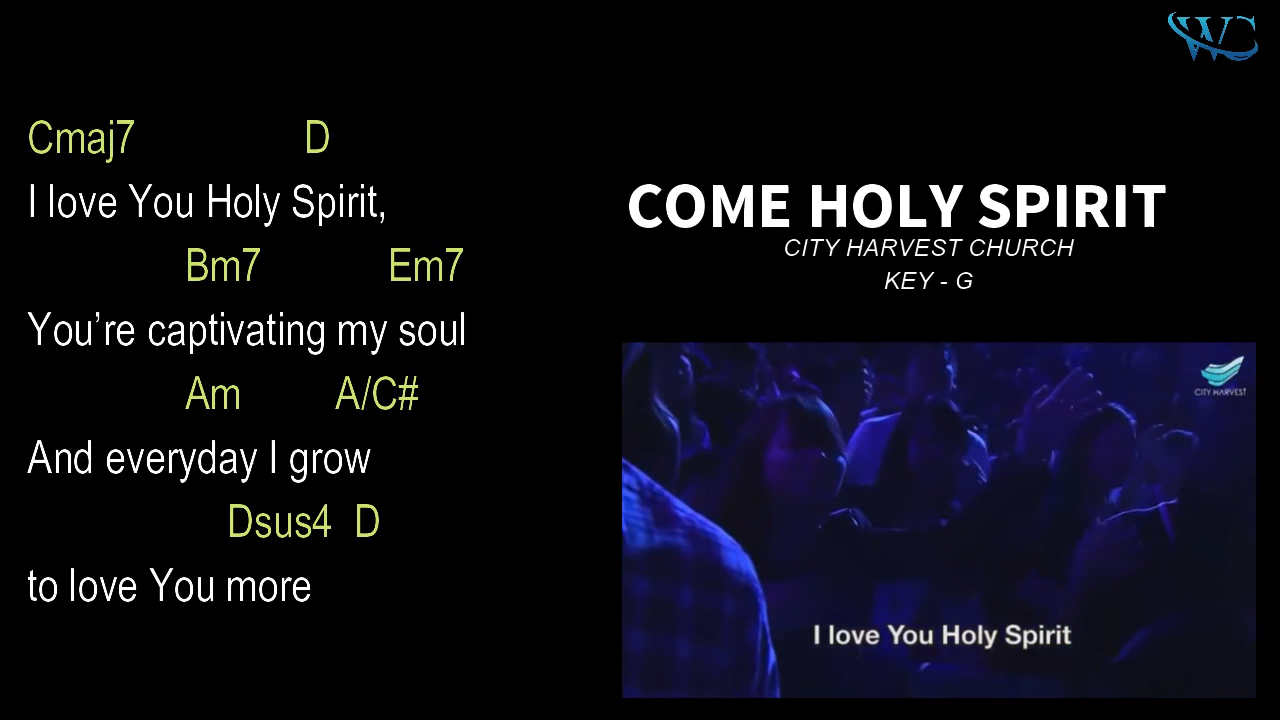 WC
Cmaj7 D
I love You Holy Spirit,
Bm7 Em7
You’re captivating my soul
Am A/C#
And everyday I grow
Dsus4 D
to love You more
COME HOLY SPIRIT
CITY HARVEST CHURCH
KEY - G
CITY HARVEST
I love You Holy Spirit